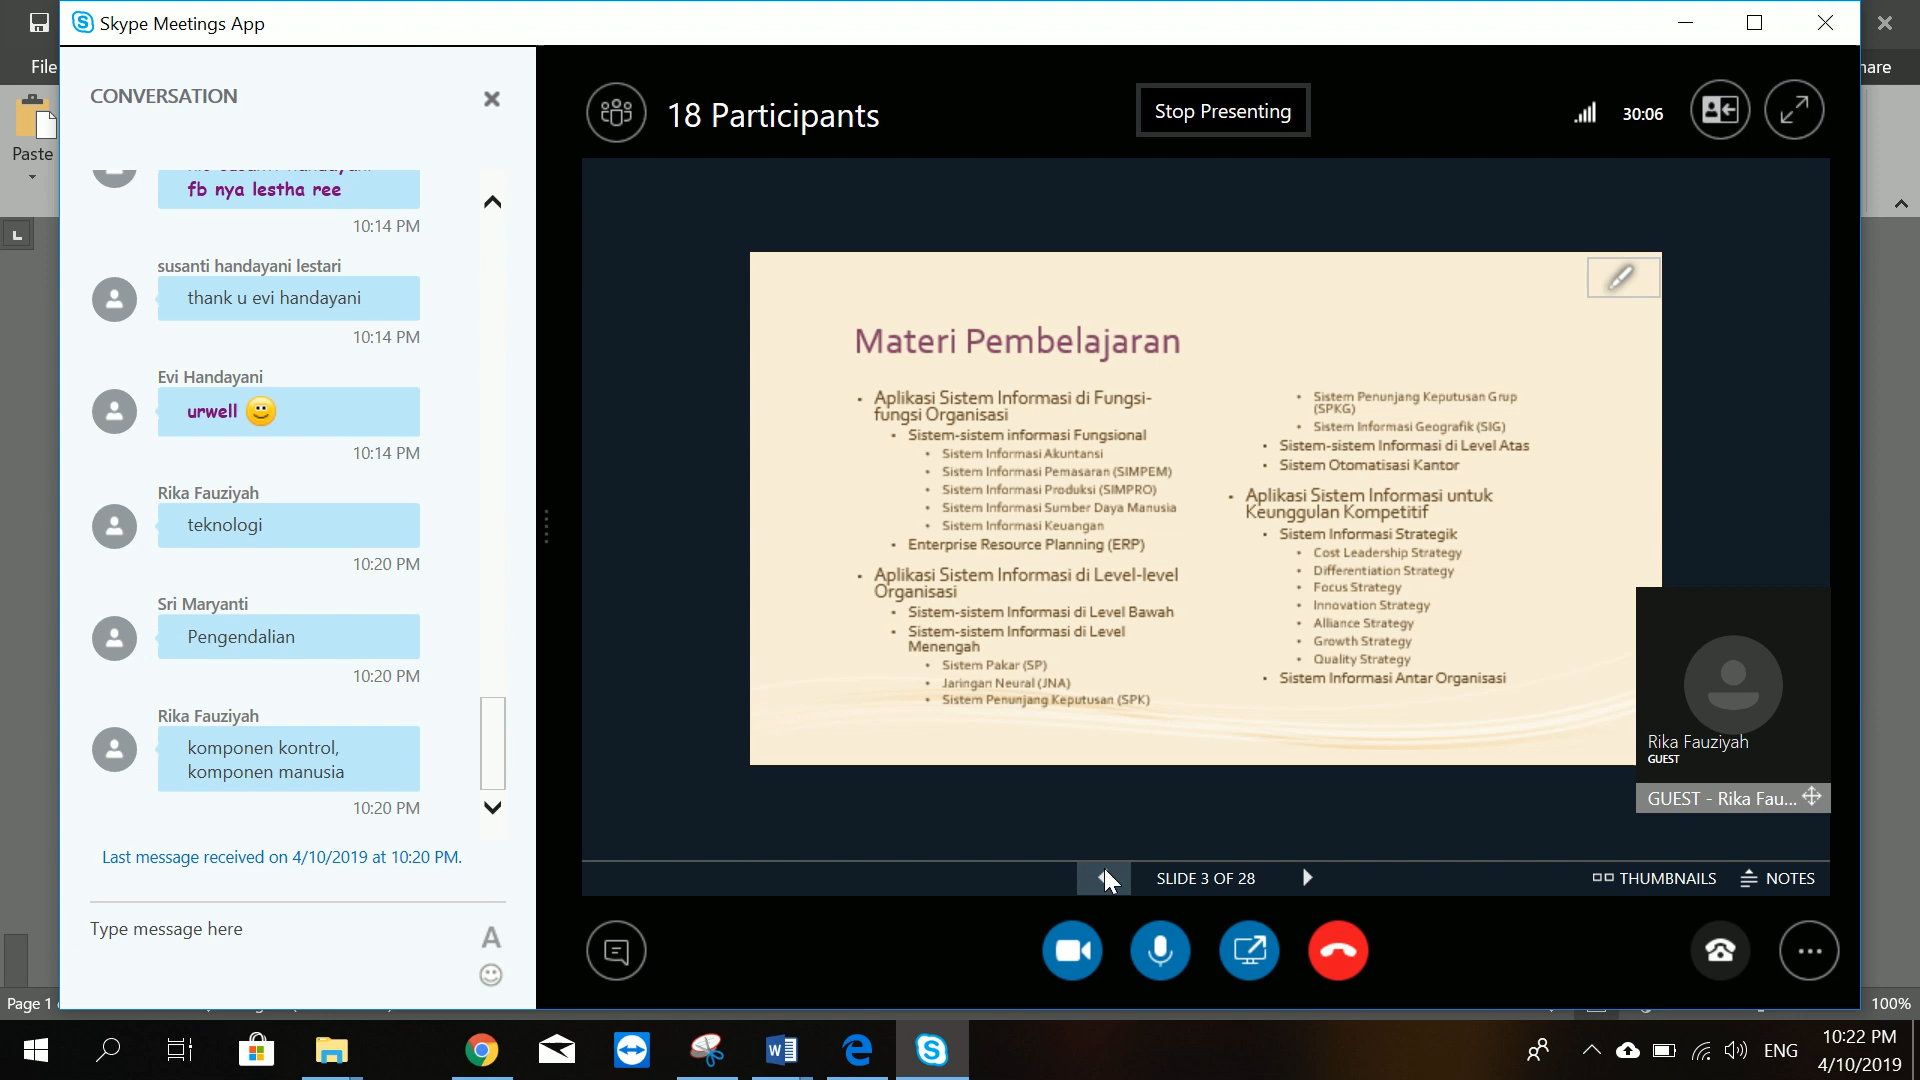 Skype Meetings App
File
Paste
CONVERSATION
fb nya lestha ree
10:14 PM
susanti handayani lestari
thank u evi handayani
10:14 PM
Evi Handayani
urwell
10:14 PM
Rika Fauziyah
teknologi
10:20 PM
Sri Maryanti
Pengendalian
10:20 PM
Rika Fauziyah
komponen kontrol,
komponen manusia
10:20 PM
Last message received on 4/10/2019 at 10:20 PM.
Type message here
A
Page 1
18 Participants
Stop Presenting
30:06
Materi Pembelajaran
• Aplikasi Sistem Informasi di Fungsi-
fungsi Organisasi
• Sistem-sistem informasi Fungsional
• Sistem Informasi Akuntansi
• Sistem Informasi Pemasaran (SIMPEM)
• Sistem Informasi Produksi (SIMPRO)
• Sistem Informasi Sumber Daya Manusia
• Sistem Informasi Keuangan
• Enterprise Resource Planning (ERP)
• Aplikasi Sistem Informasi di Level-level
Organisasi
• Sistem-sistem Informasi di Level Bawah
• Sistem-sistem Informasi di Level
Menengah
• Sistem Pakar (SP)
• Jaringan Neural (JNA)
• Sistem Penunjang Keputusan (SPK)
• Sistem Penunjang Keputusan Grup
(SPKG)
• Sistem Informasi Geografik (SIG)
• Sistem-sistem Informasi di Level Atas
• Sistem Otomatisasi Kantor
• Aplikasi Sistem Informasi untuk
Keunggulan Kompetitif
• Sistem Informasi Strategik
• Cost Leadership Strategy
• Differentiation Strategy
• Focus Strategy
• Innovation Strategy
• Alliance Strategy
• Growth Strategy
• Quality Strategy
• Sistem Informasi Antar Organisasi
Rika Fauziyah
GUEST
GUEST - Rika Fau...
SLIDE 3 OF 28
THUMBNAILS
NOTES
100%
ENG
10:22 PM
4/10/2019